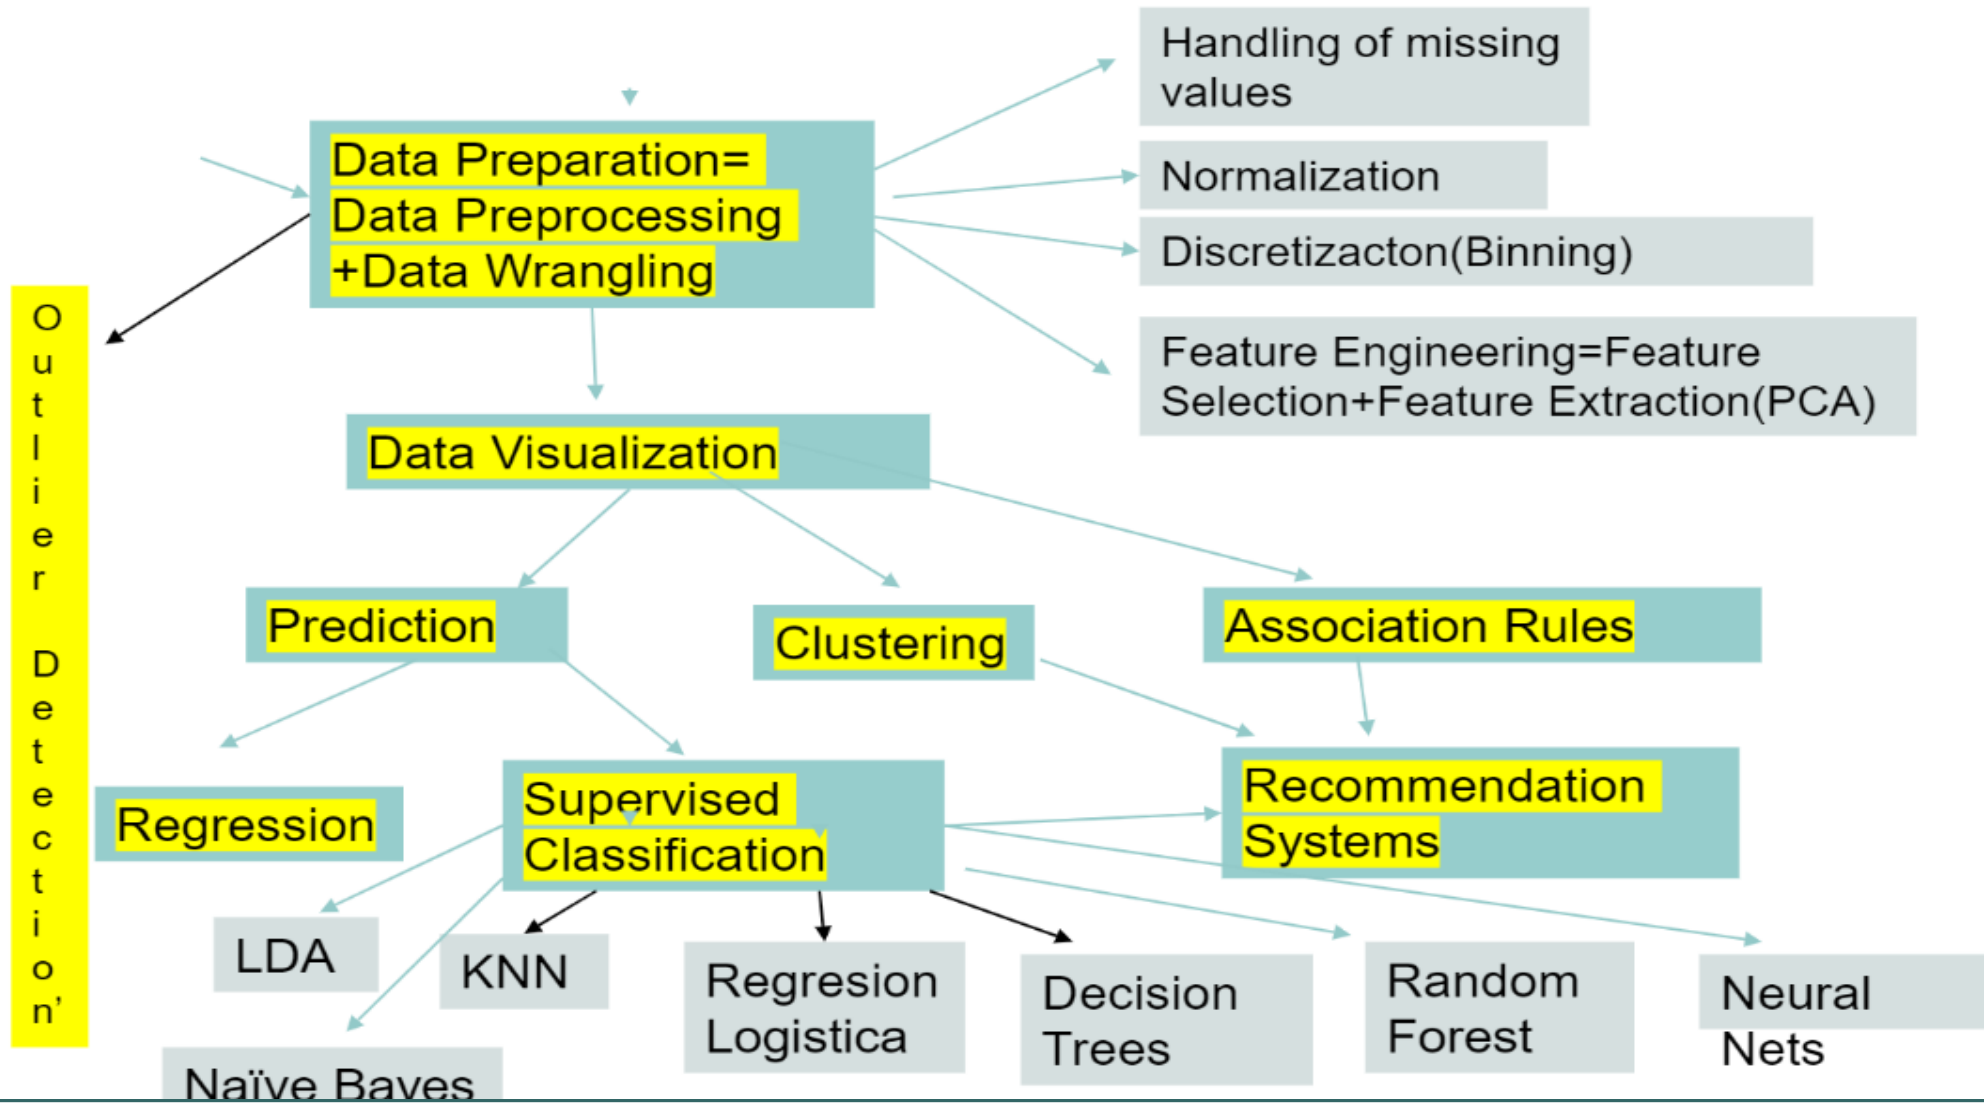 Handling of missing
values
Data Preparation=
Data Preprocessing
+Data Wrangling
Normalization
Discretizacton(Binning)
Feature Engineering=Feature
Selection+Feature Extraction(PCA)
Outlier Detection’
Data Visualization
Prediction
Clustering
Association Rules
Regression
Supervised
Classification
Recommendation
Systems
LDA
KNN
Regresion
Logistica
Decision
Trees
Random
Forest
Neural
Nets
Naïve Bayes